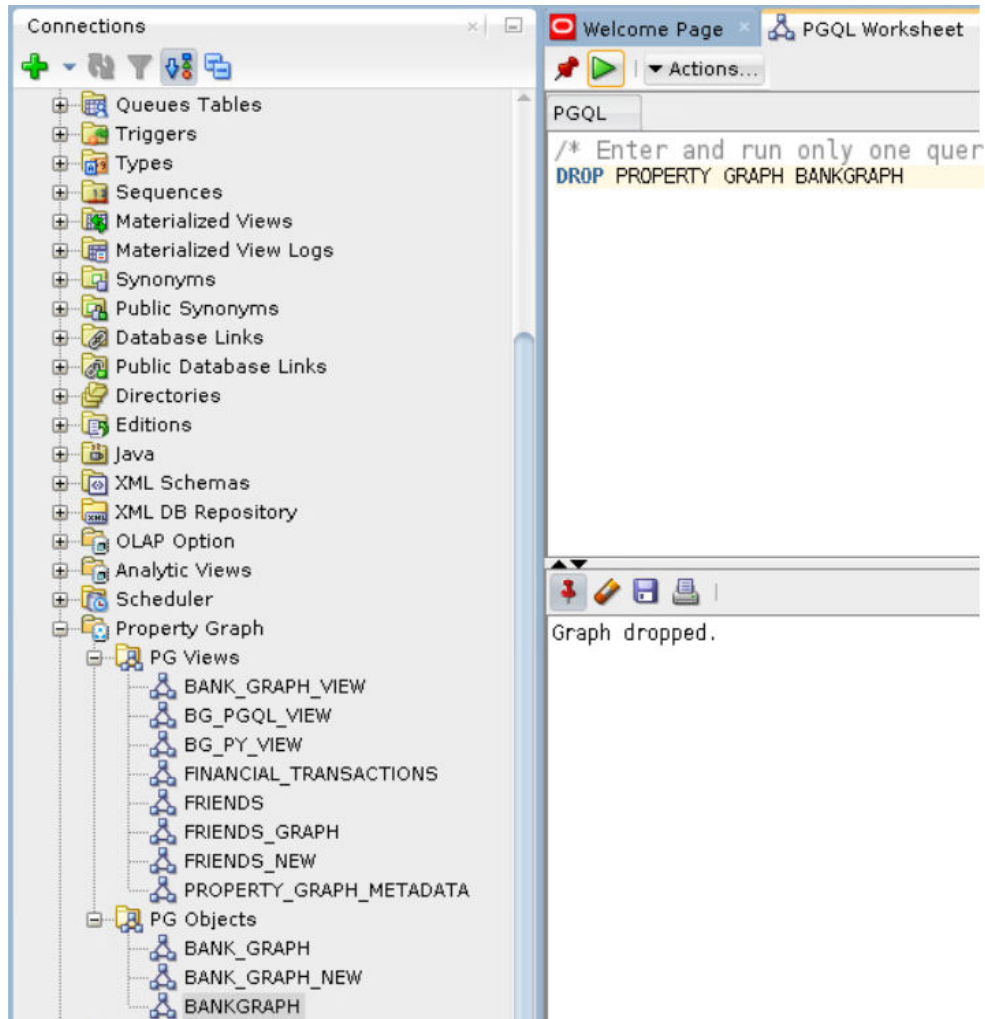 Connections
Queues Tables
Triggers
Types
Sequences
Materialized Views
Materialized View Logs
Synonyms
Public Synonyms
Database Links
Public Database Links
Directories
Editions
Java
XML Schemas
XML DB Repository
OLAP Option
Analytic Views
Scheduler
Property Graph
PG Views
BANK_GRAPH_VIEW
BG_PGQL_VIEW
BG_PY_VIEW
FINANCIAL_TRANSACTIONS
FRIENDS
FRIENDS_GRAPH
FRIENDS_NEW
PROPERTY_GRAPH_METADATA
PG Objects
BANK_GRAPH
BANK_GRAPH_NEW
BANKGRAPH
Welcome Page
PGQL Worksheet
Actions...
PGQL
/* Enter and run only one quer
DROP PROPERTY GRAPH BANKGRAPH
Graph dropped.